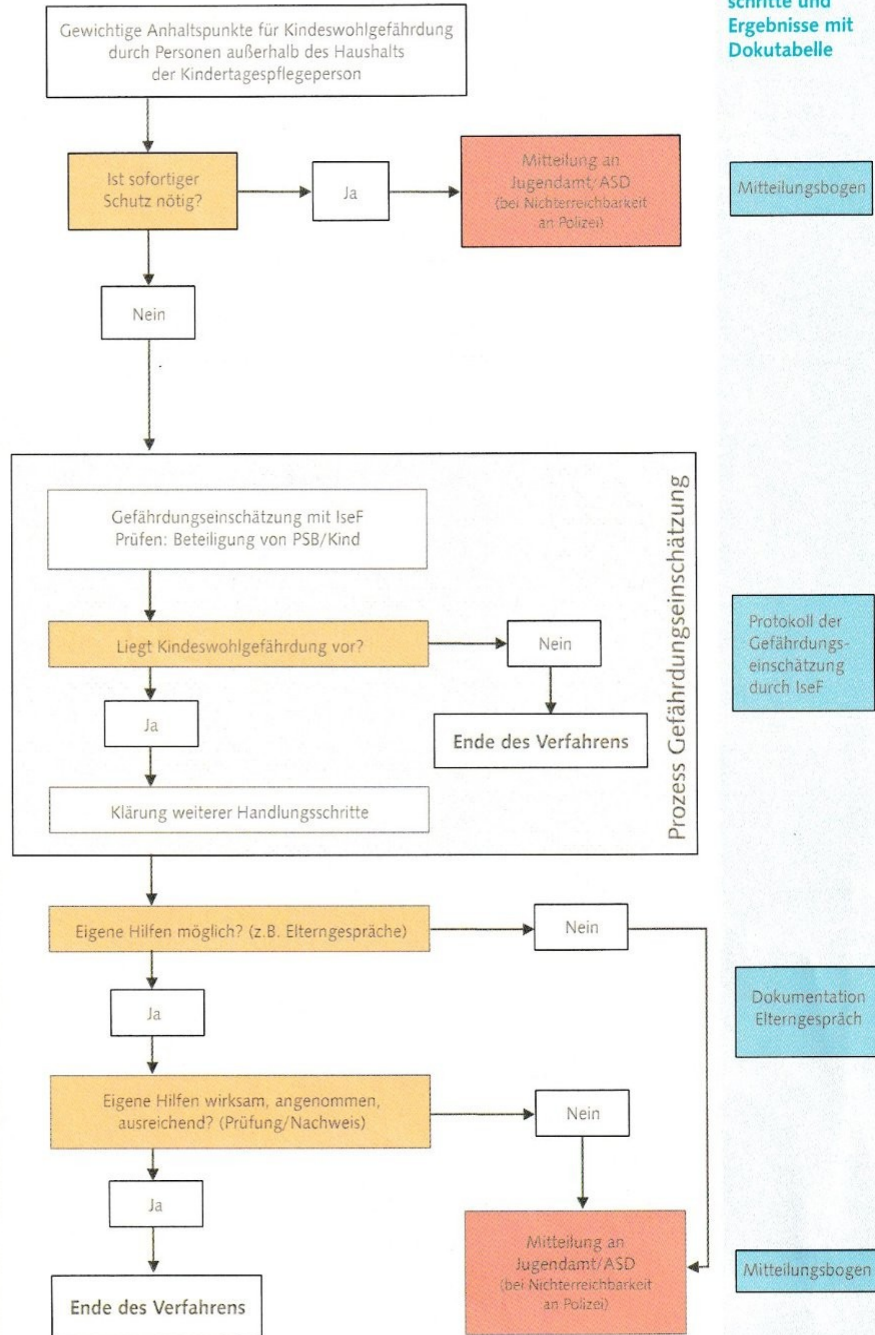 schritte und
Ergebnisse mit
Dokutabelle
Gewichtige Anhaltspunkte für Kindeswohlgefährdung
durch Personen außerhalb des Haushalts
der Kindertagespflegeperson
Ist sofortiger
Schutz nötig?
Ja
Mitteilung an
Jugendamt/ASD
(bei Nichterreichbarkeit
an Polizei)
Mitteilungsbogen
Nein
Prozess Gefährdungseinschätzung
Gefährdungseinschätzung mit IseF
Prüfen: Beteiligung von PSB/Kind
Liegt Kindeswohlgefährdung vor?
Nein
Protokoll der
Gefährdungs-
einschätzung
durch IseF
Ja
Ende des Verfahrens
Klärung weiterer Handlungsschritte
Eigene Hilfen möglich? (z.B. Elterngespräche)
Nein
Ja
Dokumentation
Elterngespräch
Eigene Hilfen wirksam, angenommen,
ausreichend? (Prüfung/Nachweis)
Nein
Ja
Mitteilung an
Jugendamt/ASD
(bei Nichterreichbarkeit
an Polizei)
Mitteilungsbogen
Ende des Verfahrens